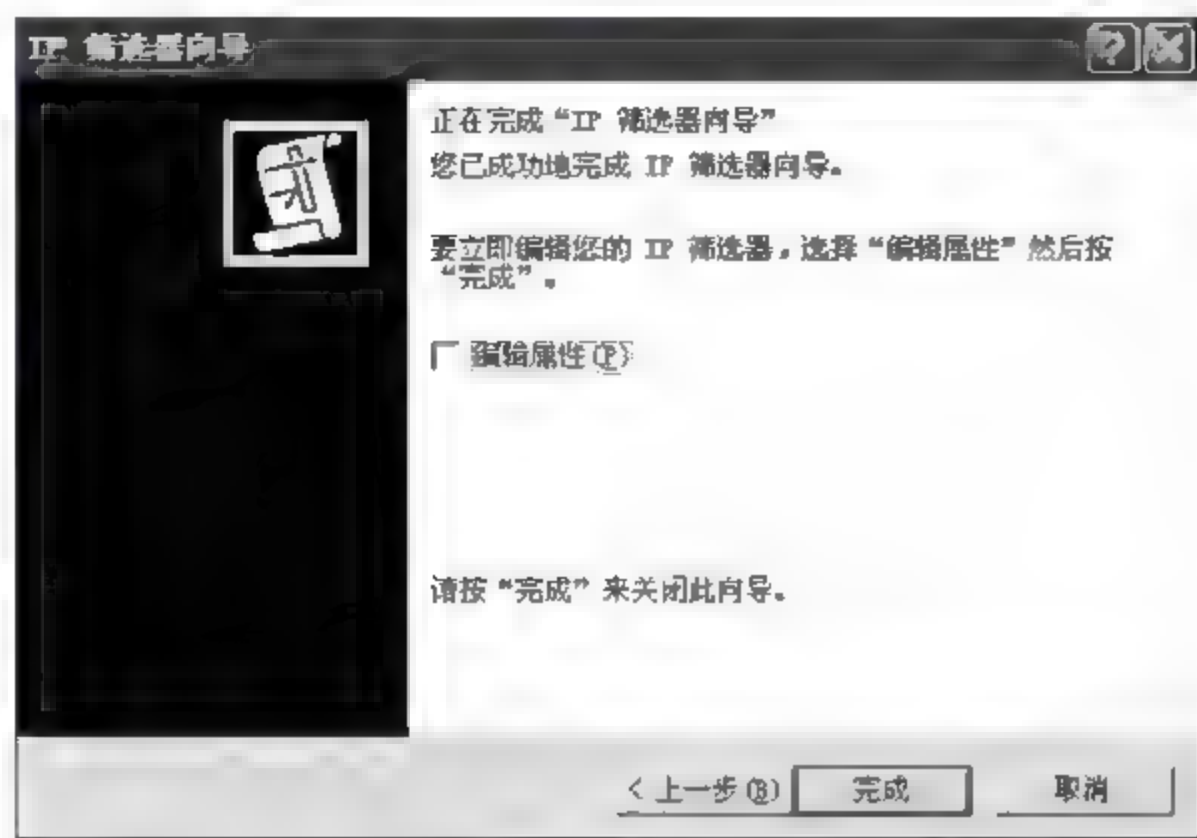 IP 筛选器向导
正在完成“IP 筛选器向导”
您已成功地完成 IP 筛选器向导。
要立即编辑您的 IP 筛选器，选择“编辑属性”然后按
“完成”。
编辑属性(P)
请按“完成”来关闭此向导。
< 上一步(B) 完成 取消